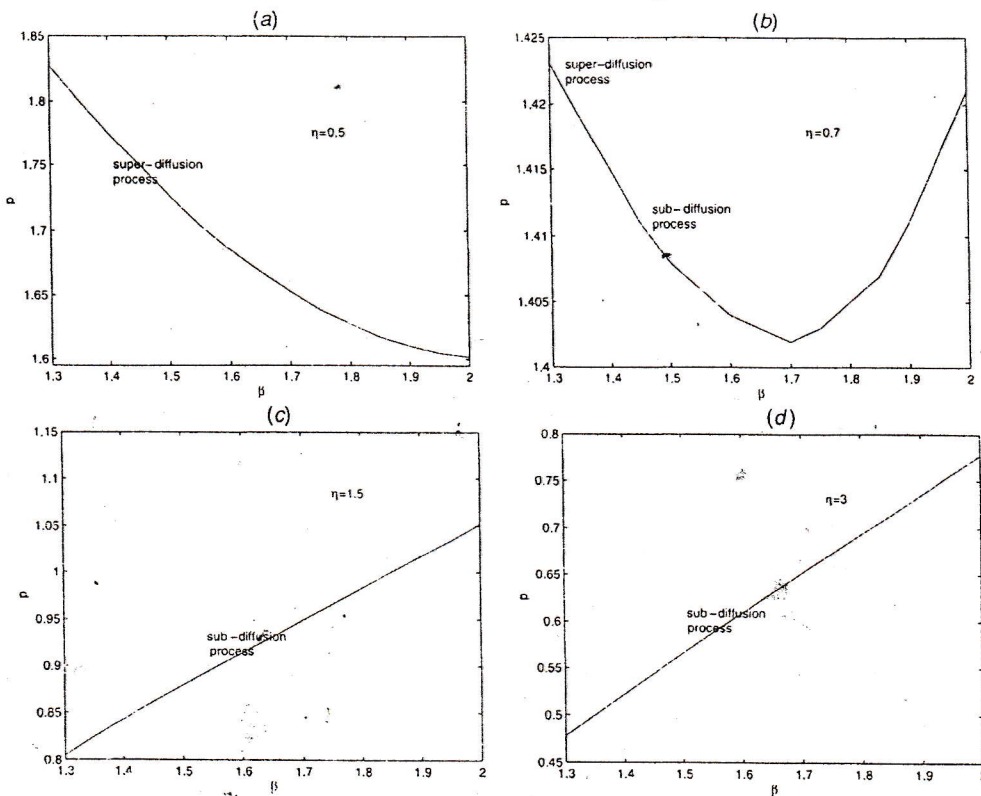 (a)
1.85
1.8
1.75
1.7
1.65
1.6
p
η=0.5
super-diffusion
process
1.3 1.4 1.5 1.6 1.7 1.8 1.9 2
β
(b)
1.425
1.42
1.415
1.41
1.405
1.4
p
super-diffusion
process
η=0.7
sub-diffusion
process
1.3 1.4 1.5 1.6 1.7 1.8 1.9 2
β
(c)
1.15
1.1
1.05
1
0.95
0.9
0.85
0.8
p
η=1.5
sub-diffusion
process
1.3 1.4 1.5 1.6 1.7 1.8 1.9 2
β
(d)
0.8
0.75
0.7
0.65
0.6
0.55
0.5
0.45
p
η=3
sub-diffusion
process
1.3 1.4 1.5 1.6 1.7 1.8 1.9 2
β